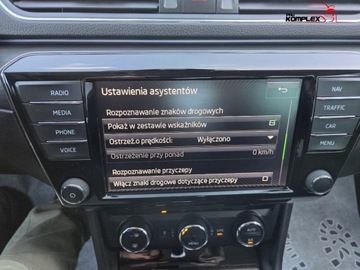 KOMPLEX
Ustawienia asystentów
RADIO
MEDIA
PHONE
VOICE
NAV
TRAFFIC
CAR
MENU
Rozpoznawanie znaków drogowych
Pokaż w zestawie wskaźników
Ostrzeż.o prędkości: Wyłączono
Ostrzeżenie przy ponad 0 km/h
Rozpoznawanie przyczepy
Włącz znaki drogowe dotyczące przyczepy